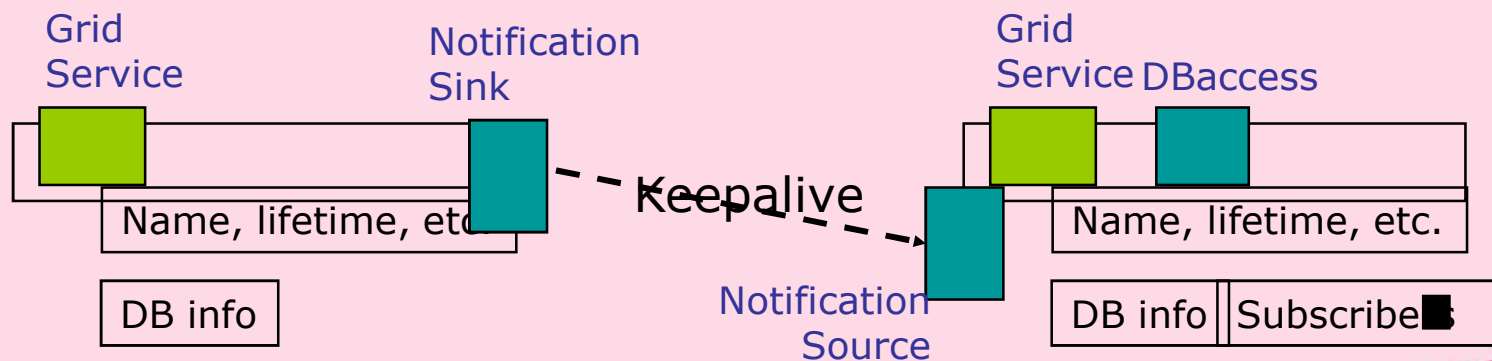 Grid
Service
Notification
Sink
Name, lifetime, etc.
DB info
Keepalive
Notification
Source
Grid
Service
DBaccess
Name, lifetime, etc.
DB info
Subscribers